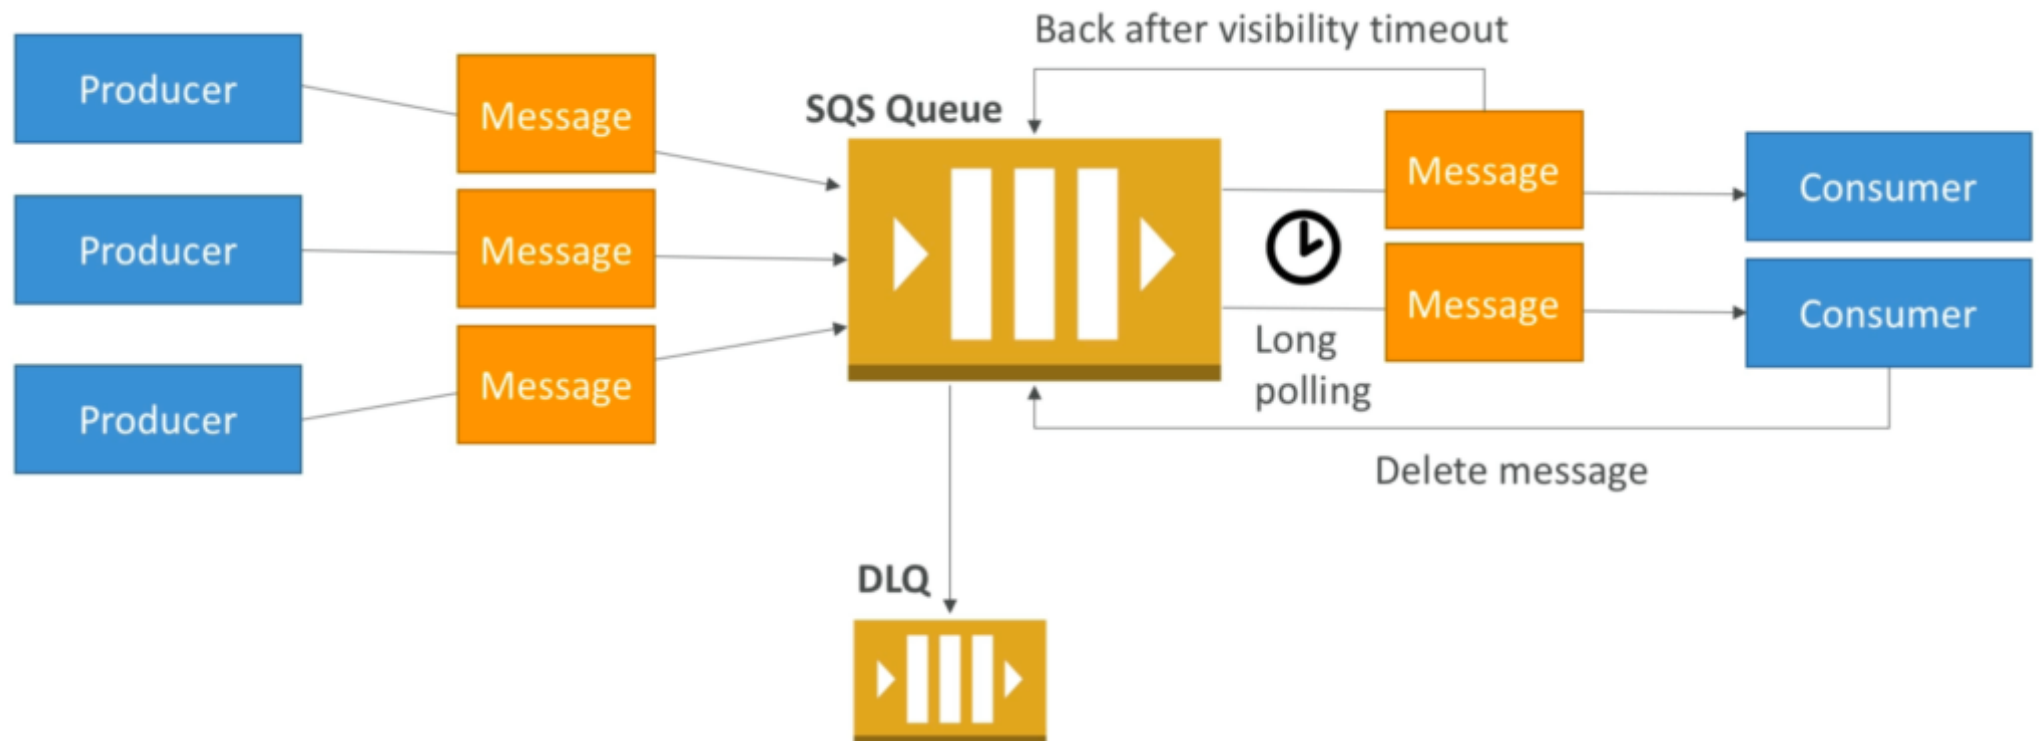 Back after visibility timeout
Producer
Message
SQS Queue
Message
Consumer
Producer
Message
Message
Consumer
Long
polling
Producer
Message
Delete message
DLQ